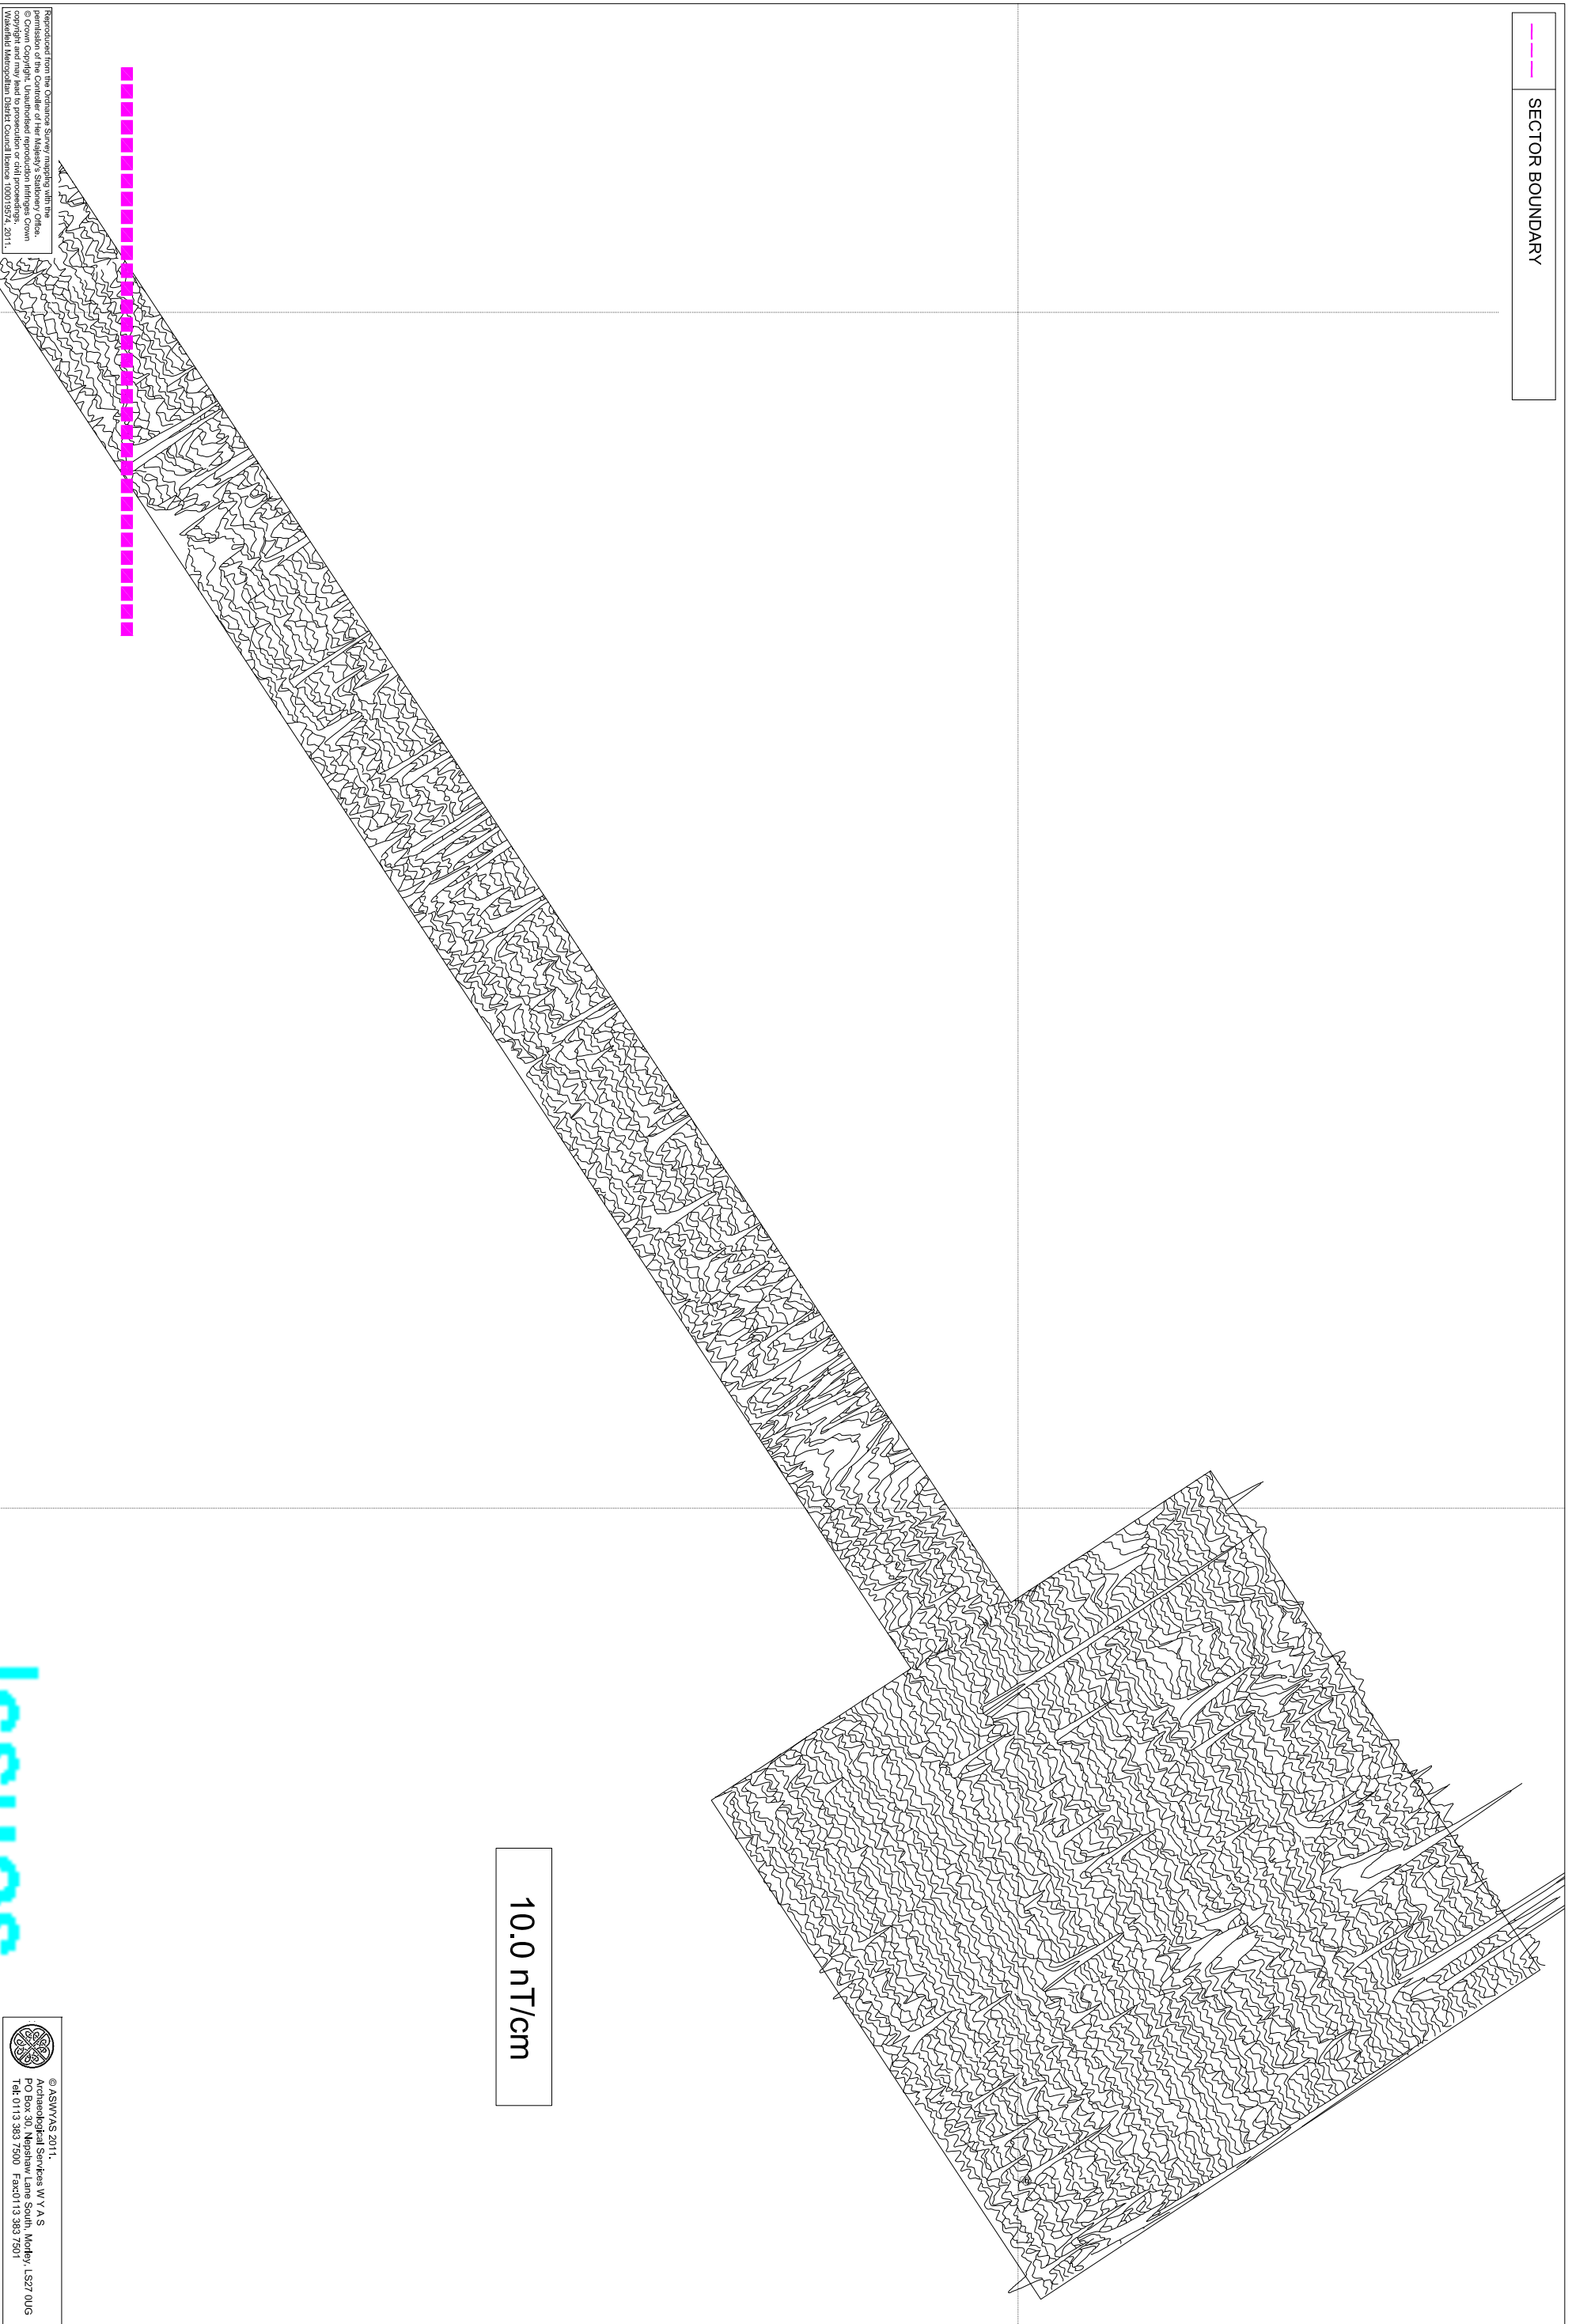 SECTOR BOUNDARY
10.0 nT/cm
Reproduced from the Ordnance Survey mapping with the
permission of the Controller of Her Majesty's Stationery Office.
© Crown Copyright. Unauthorised reproduction infringes Crown
copyright and may lead to prosecution or civil proceedings.
Wakefield Metropolitan District Council licence 100019574, 2011.
© ASWYAS 2011.
Archaeological Services W Y A S
PO Box 30, Nepshaw Lane South, Morley, LS27 0UG
Tel: 0113 383 7500 Fax:0113 383 7501